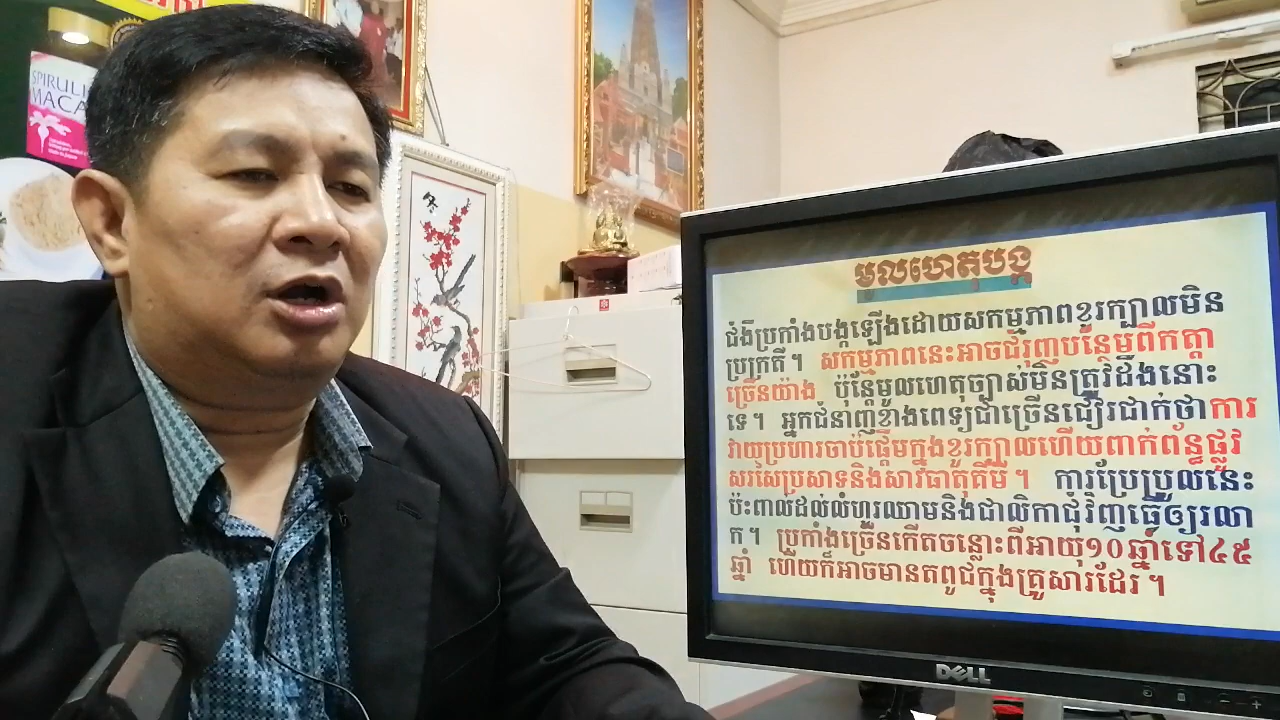 SPIRULI
MACA
冬
មូលហេតុបង្ក
ជំងឺប្រកាំងបង្កឡើងដោយសកម្មភាពខួរក្បាលមិន
ប្រក្រតី។ សកម្មភាពនេះអាចជំរុញបន្ថែមពីកត្តា
ច្រើនយ៉ាង ប៉ុន្តែមូលហេតុច្បាស់មិនត្រូវដឹងនោះ
ទេ។ អ្នកជំនាញខាងពេទ្យជាច្រើនជឿរជាក់ថាការ
វាយប្រហារចាប់ផ្តើមក្នុងខួរក្បាលហើយពាក់ព័ន្ធផ្លូវ
សរសៃប្រសាទនិងសារធាតុគីមី។ ការប្រែប្រួលនេះ
ប៉ះពាល់ដល់លំហូរឈាមនិងជាលិកាជុំវិញធ្វើឲ្យរលា
ក។ ប្រកាំងច្រើនកើតចន្លោះពីអាយុ១០ឆ្នាំទៅ៤៥
ឆ្នាំ ហើយក៏អាចមានតពូជក្នុងគ្រួសារដែរ។
DELL